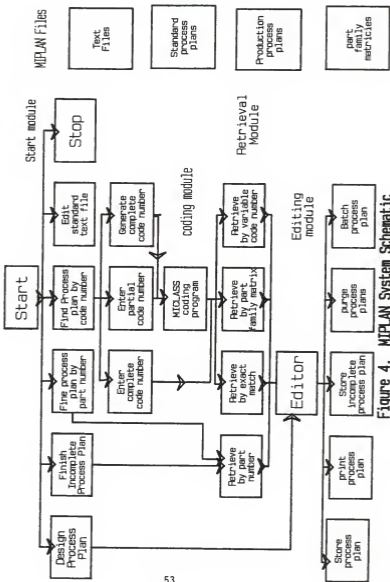 MIPLAN Files
Text
Files
Standard
process
plans
Production
process
plans
part
family
matricies
Start module
Start
Design
Process
Plan
Finish
Incomplete
Process Plan
Fine process
plan by
part number
Find Process
plan by
code number
Edit
standard
text file
Stop
coding module
Enter
complete
code number
Enter
partial
code number
Generate
complete
code number
MICLASS
coding
program
Retrieval
Module
Retrieve
by part
number
Retrieve
by exact
match
Retrieve
by part
family matrix
Retrieve
by variable
code number
Editing
module
Editor
Store
process
plan
print
process
plan
Store
incomplete
process plan
purge
process
plans
Batch
process
plan
Figure 4. MIPLAN System Schematic
53